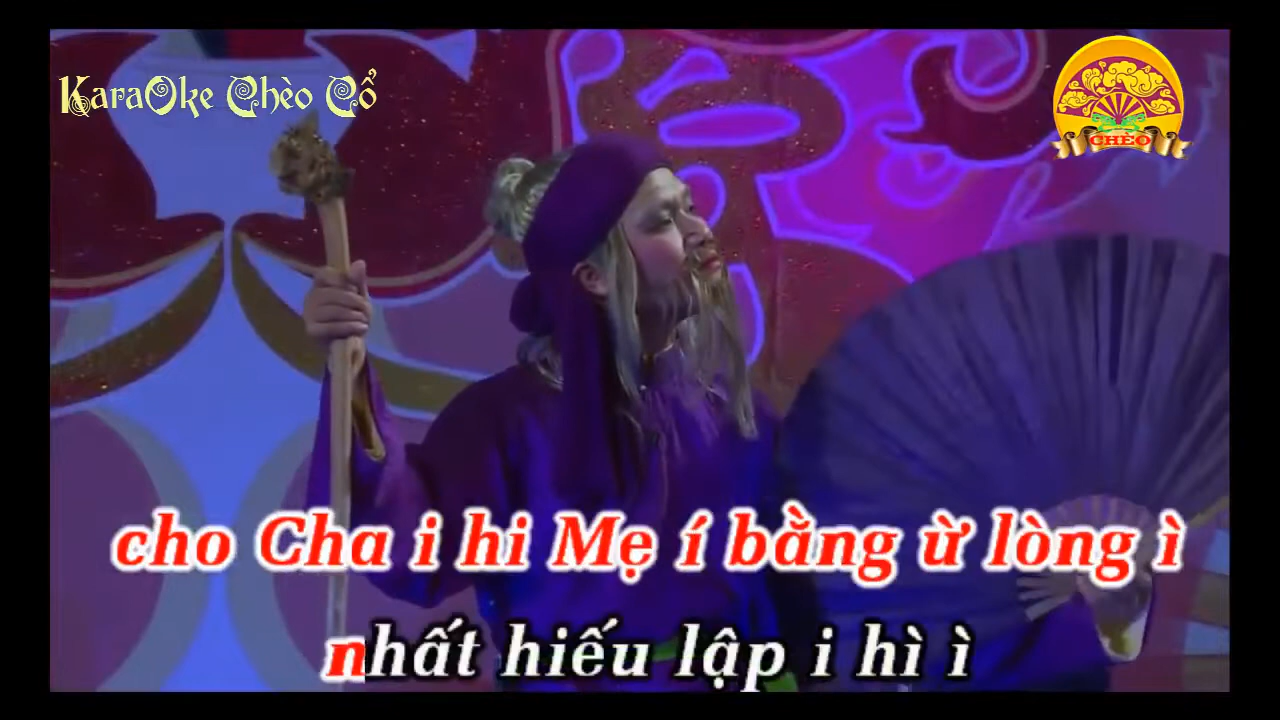 KaraOke Chèo Cổ
CHÈO
cho Cha i hi Mẹ í bằng ừ lòng ì
nhất hiếu lập i hì ì